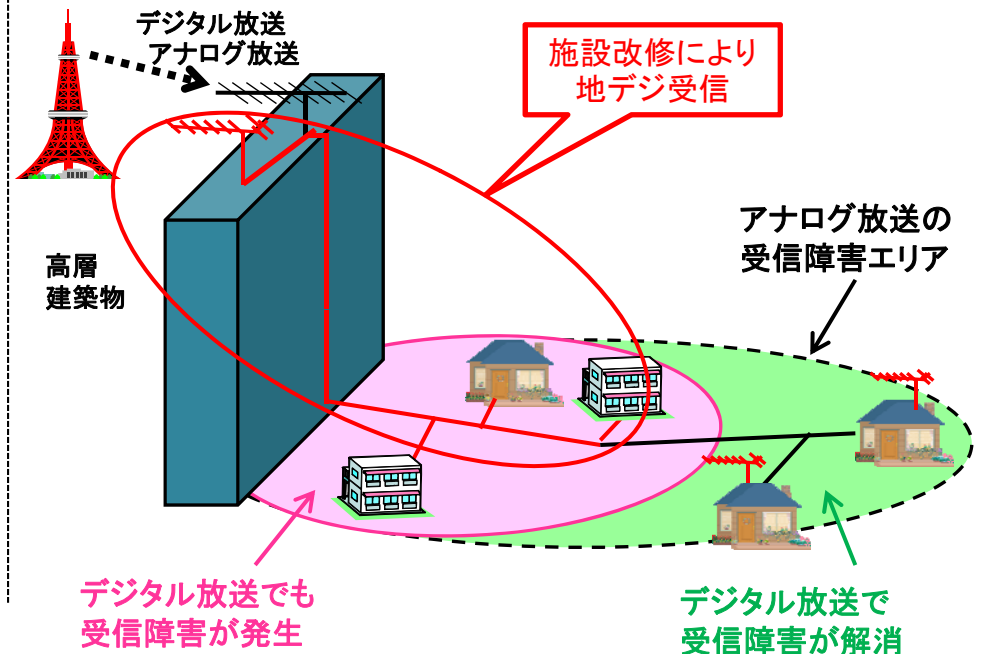 デジタル放送
アナログ放送
施設改修により
地デジ受信
アナログ放送の
受信障害エリア
高層
建築物
デジタル放送でも
受信障害が発生
デジタル放送で
受信障害が解消